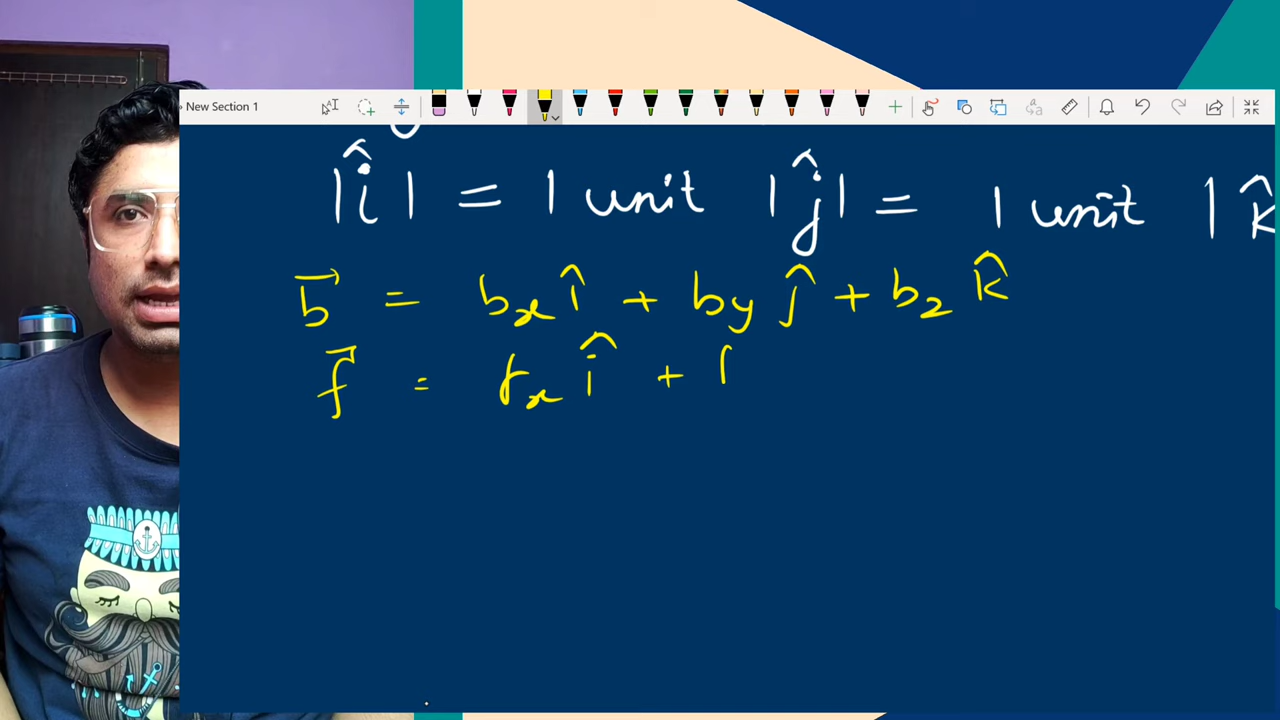 New Section 1
|î| = 1 unit |ĵ| = 1 unit |k̂
b⃗ = bₓ î + by ĵ + b₂ k̂
f⃗ = fₓ î +